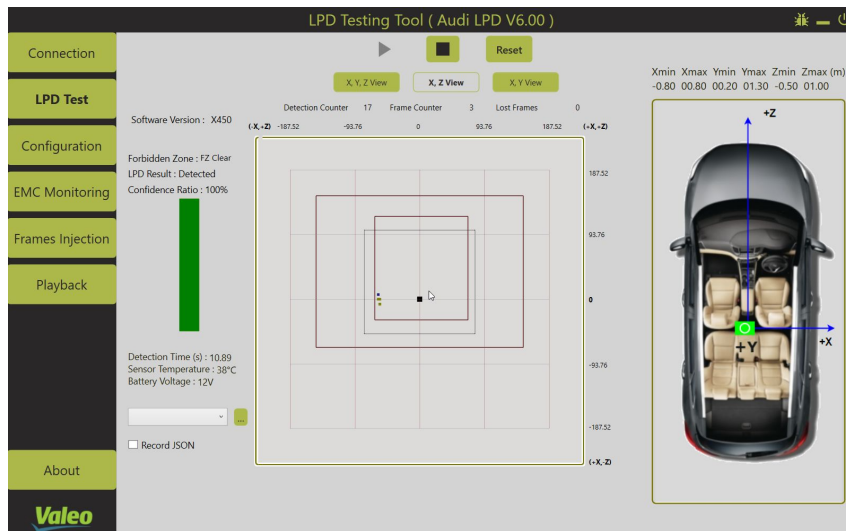 LPD Testing Tool ( Audi LPD V6.00 )
Connection
LPD Test
Configuration
EMC Monitoring
Frames Injection
Playback
About
Valeo
Reset
X, Y, Z View
X, Z View
X, Y View
Detection Counter 17 Frame Counter 3 Lost Frames 0
Software Version : X450
(-X,+Z) -187.52 -93.76 0 93.76 187.52 (+X,+Z)
Forbidden Zone : FZ Clear
LPD Result : Detected
Confidence Ratio : 100%
187.52
93.76
0
-93.76
-187.52
(+X,-Z)
Detection Time (s) : 10.89
Sensor Temperature : 38°C
Battery Voltage : 12V
...
Record JSON
Xmin Xmax Ymin Ymax Zmin Zmax (m)
-0.80 00.80 00.20 01.30 -0.50 01.00
+Z
+X
+Y